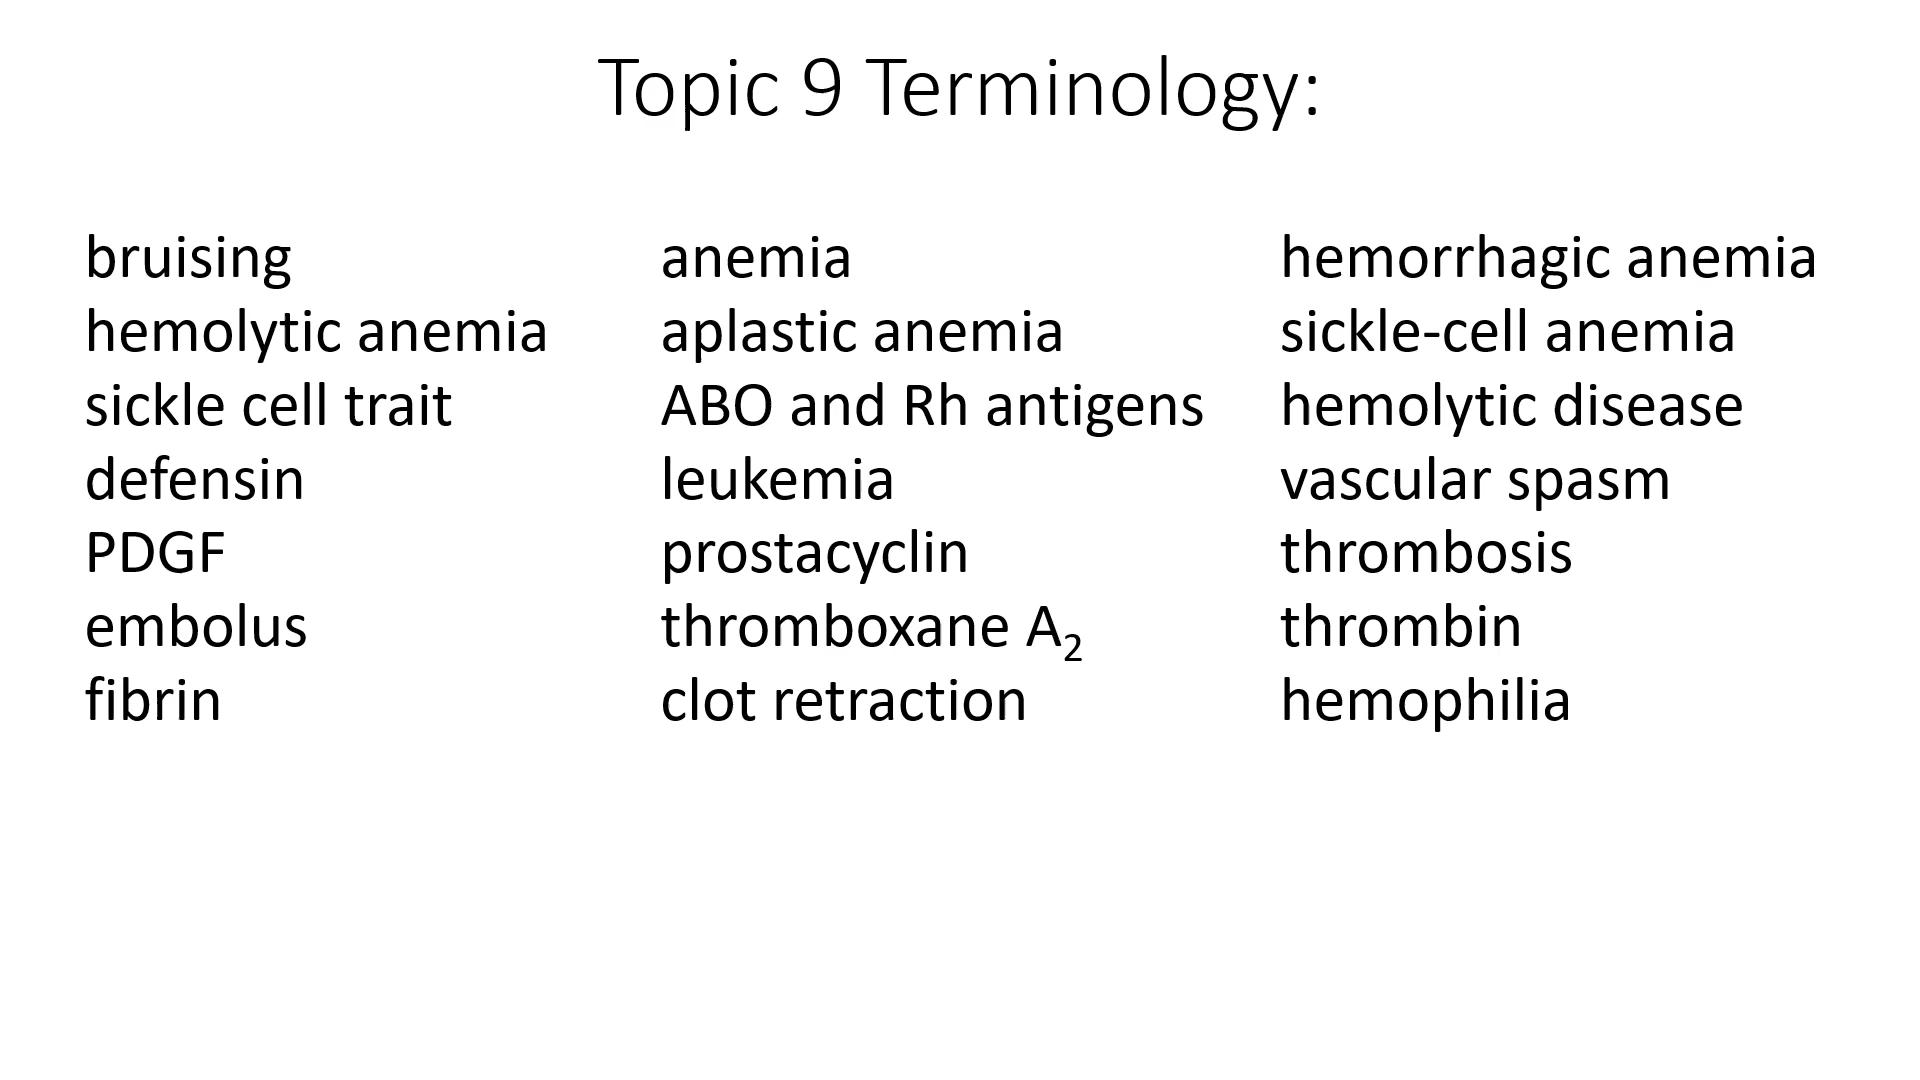 Topic 9 Terminology:
bruising
hemolytic anemia
sickle cell trait
defensin
PDGF
embolus
fibrin
anemia
aplastic anemia
ABO and Rh antigens
leukemia
prostacyclin
thromboxane A₂
clot retraction
hemorrhagic anemia
sickle-cell anemia
hemolytic disease
vascular spasm
thrombosis
thrombin
hemophilia